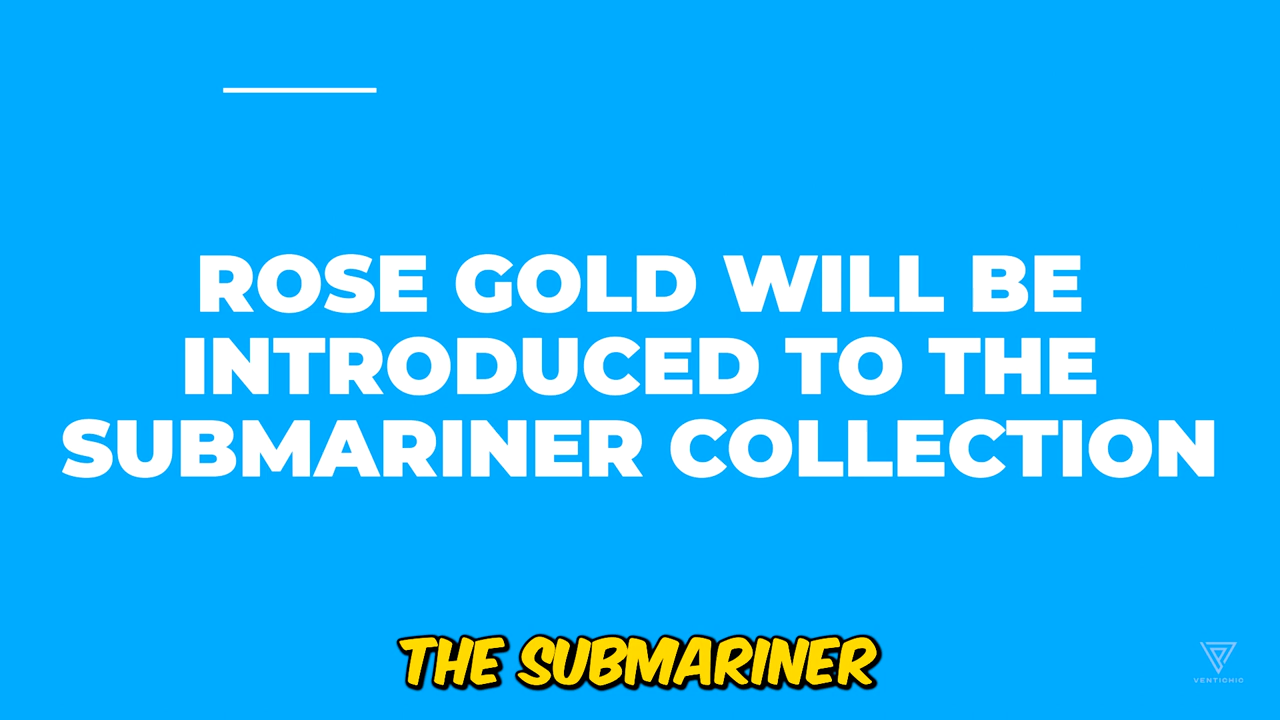 ROSE GOLD WILL BE
INTRODUCED TO THE
SUBMARINER COLLECTION
THE SUBMARINER
VENTICHIC